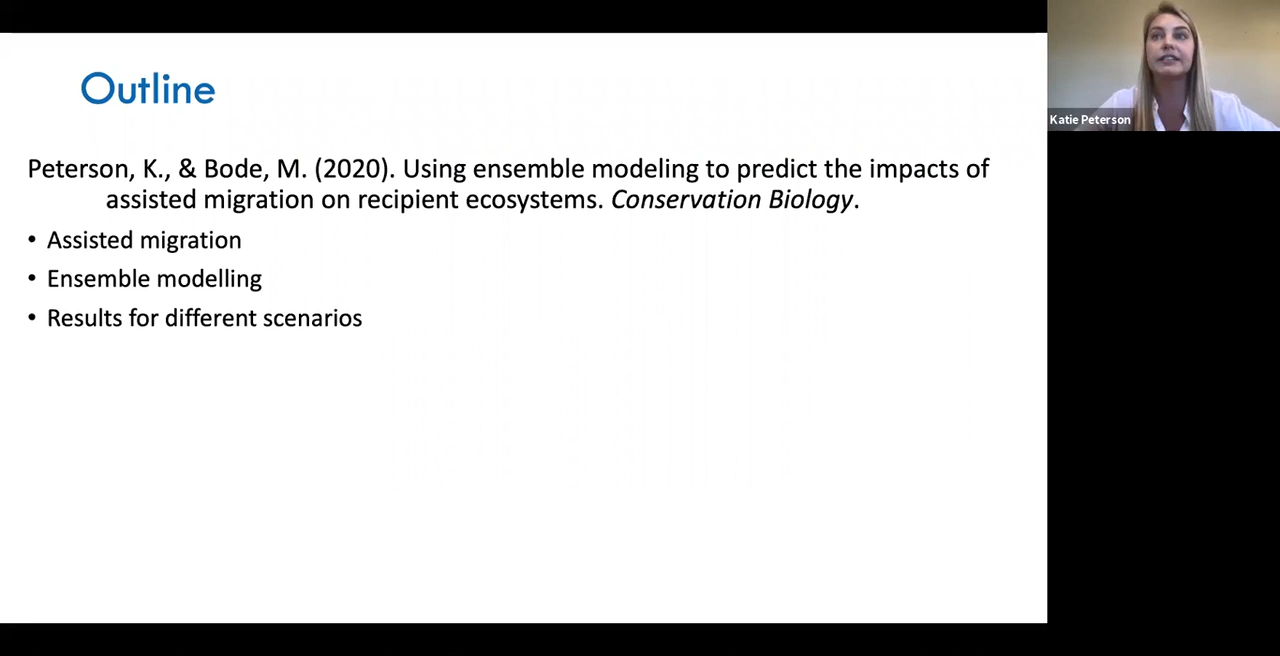 Outline
Peterson, K., & Bode, M. (2020). Using ensemble modeling to predict the impacts of
assisted migration on recipient ecosystems. Conservation Biology.
• Assisted migration
• Ensemble modelling
• Results for different scenarios
Katie Peterson